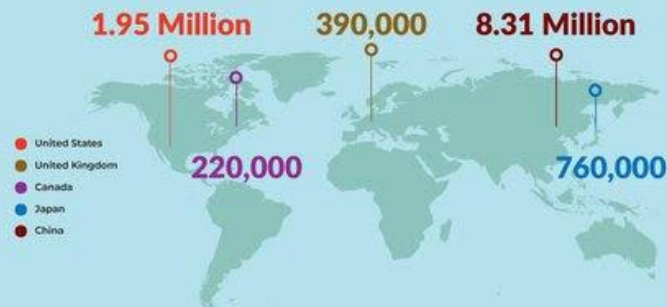 1.95 Million
390,000
8.31 Million
United States
United Kingdom
Canada
Japan
China
220,000
760,000